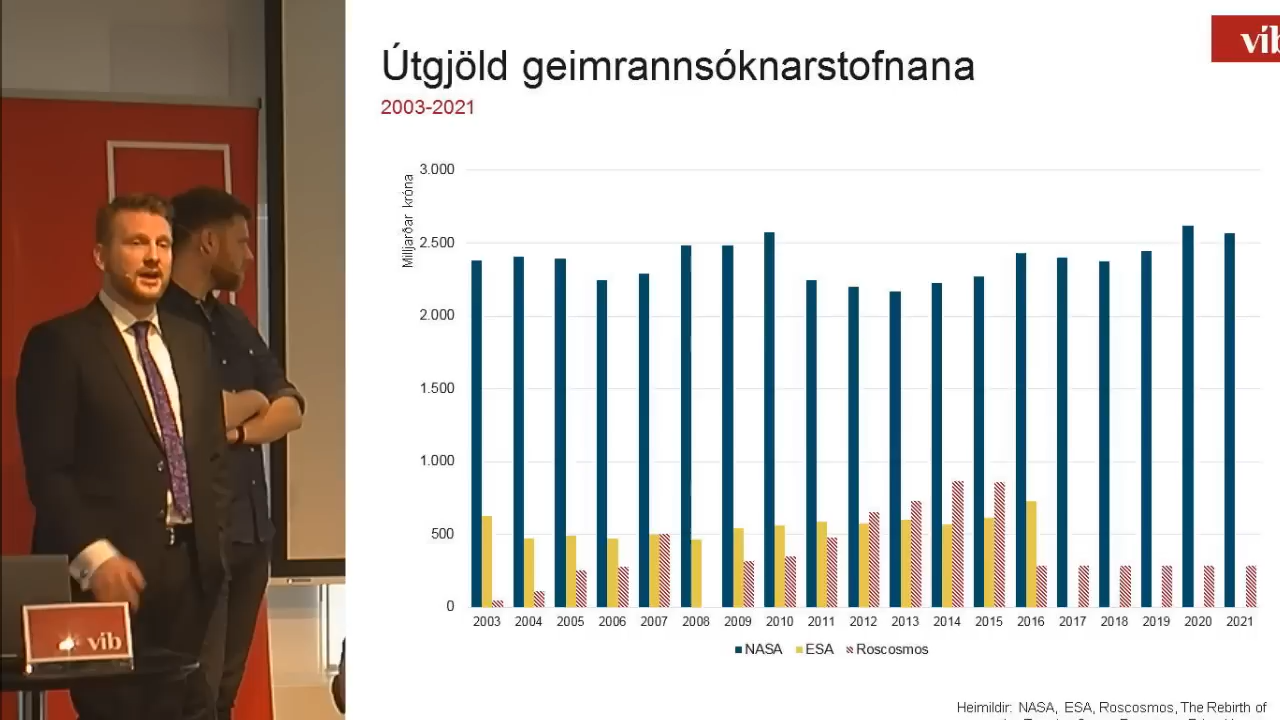 víb
Útgjöld geimrannsóknarstofnana
2003-2021
Milljarðar króna
3.000
2.500
2.000
1.500
1.000
500
0
2003 2004 2005 2006 2007 2008 2009 2010 2011 2012 2013 2014 2015 2016 2017 2018 2019 2020 2021
NASA ESA Roscosmos
Heimildir: NASA, ESA, Roscosmos, The Rebirth of
víb